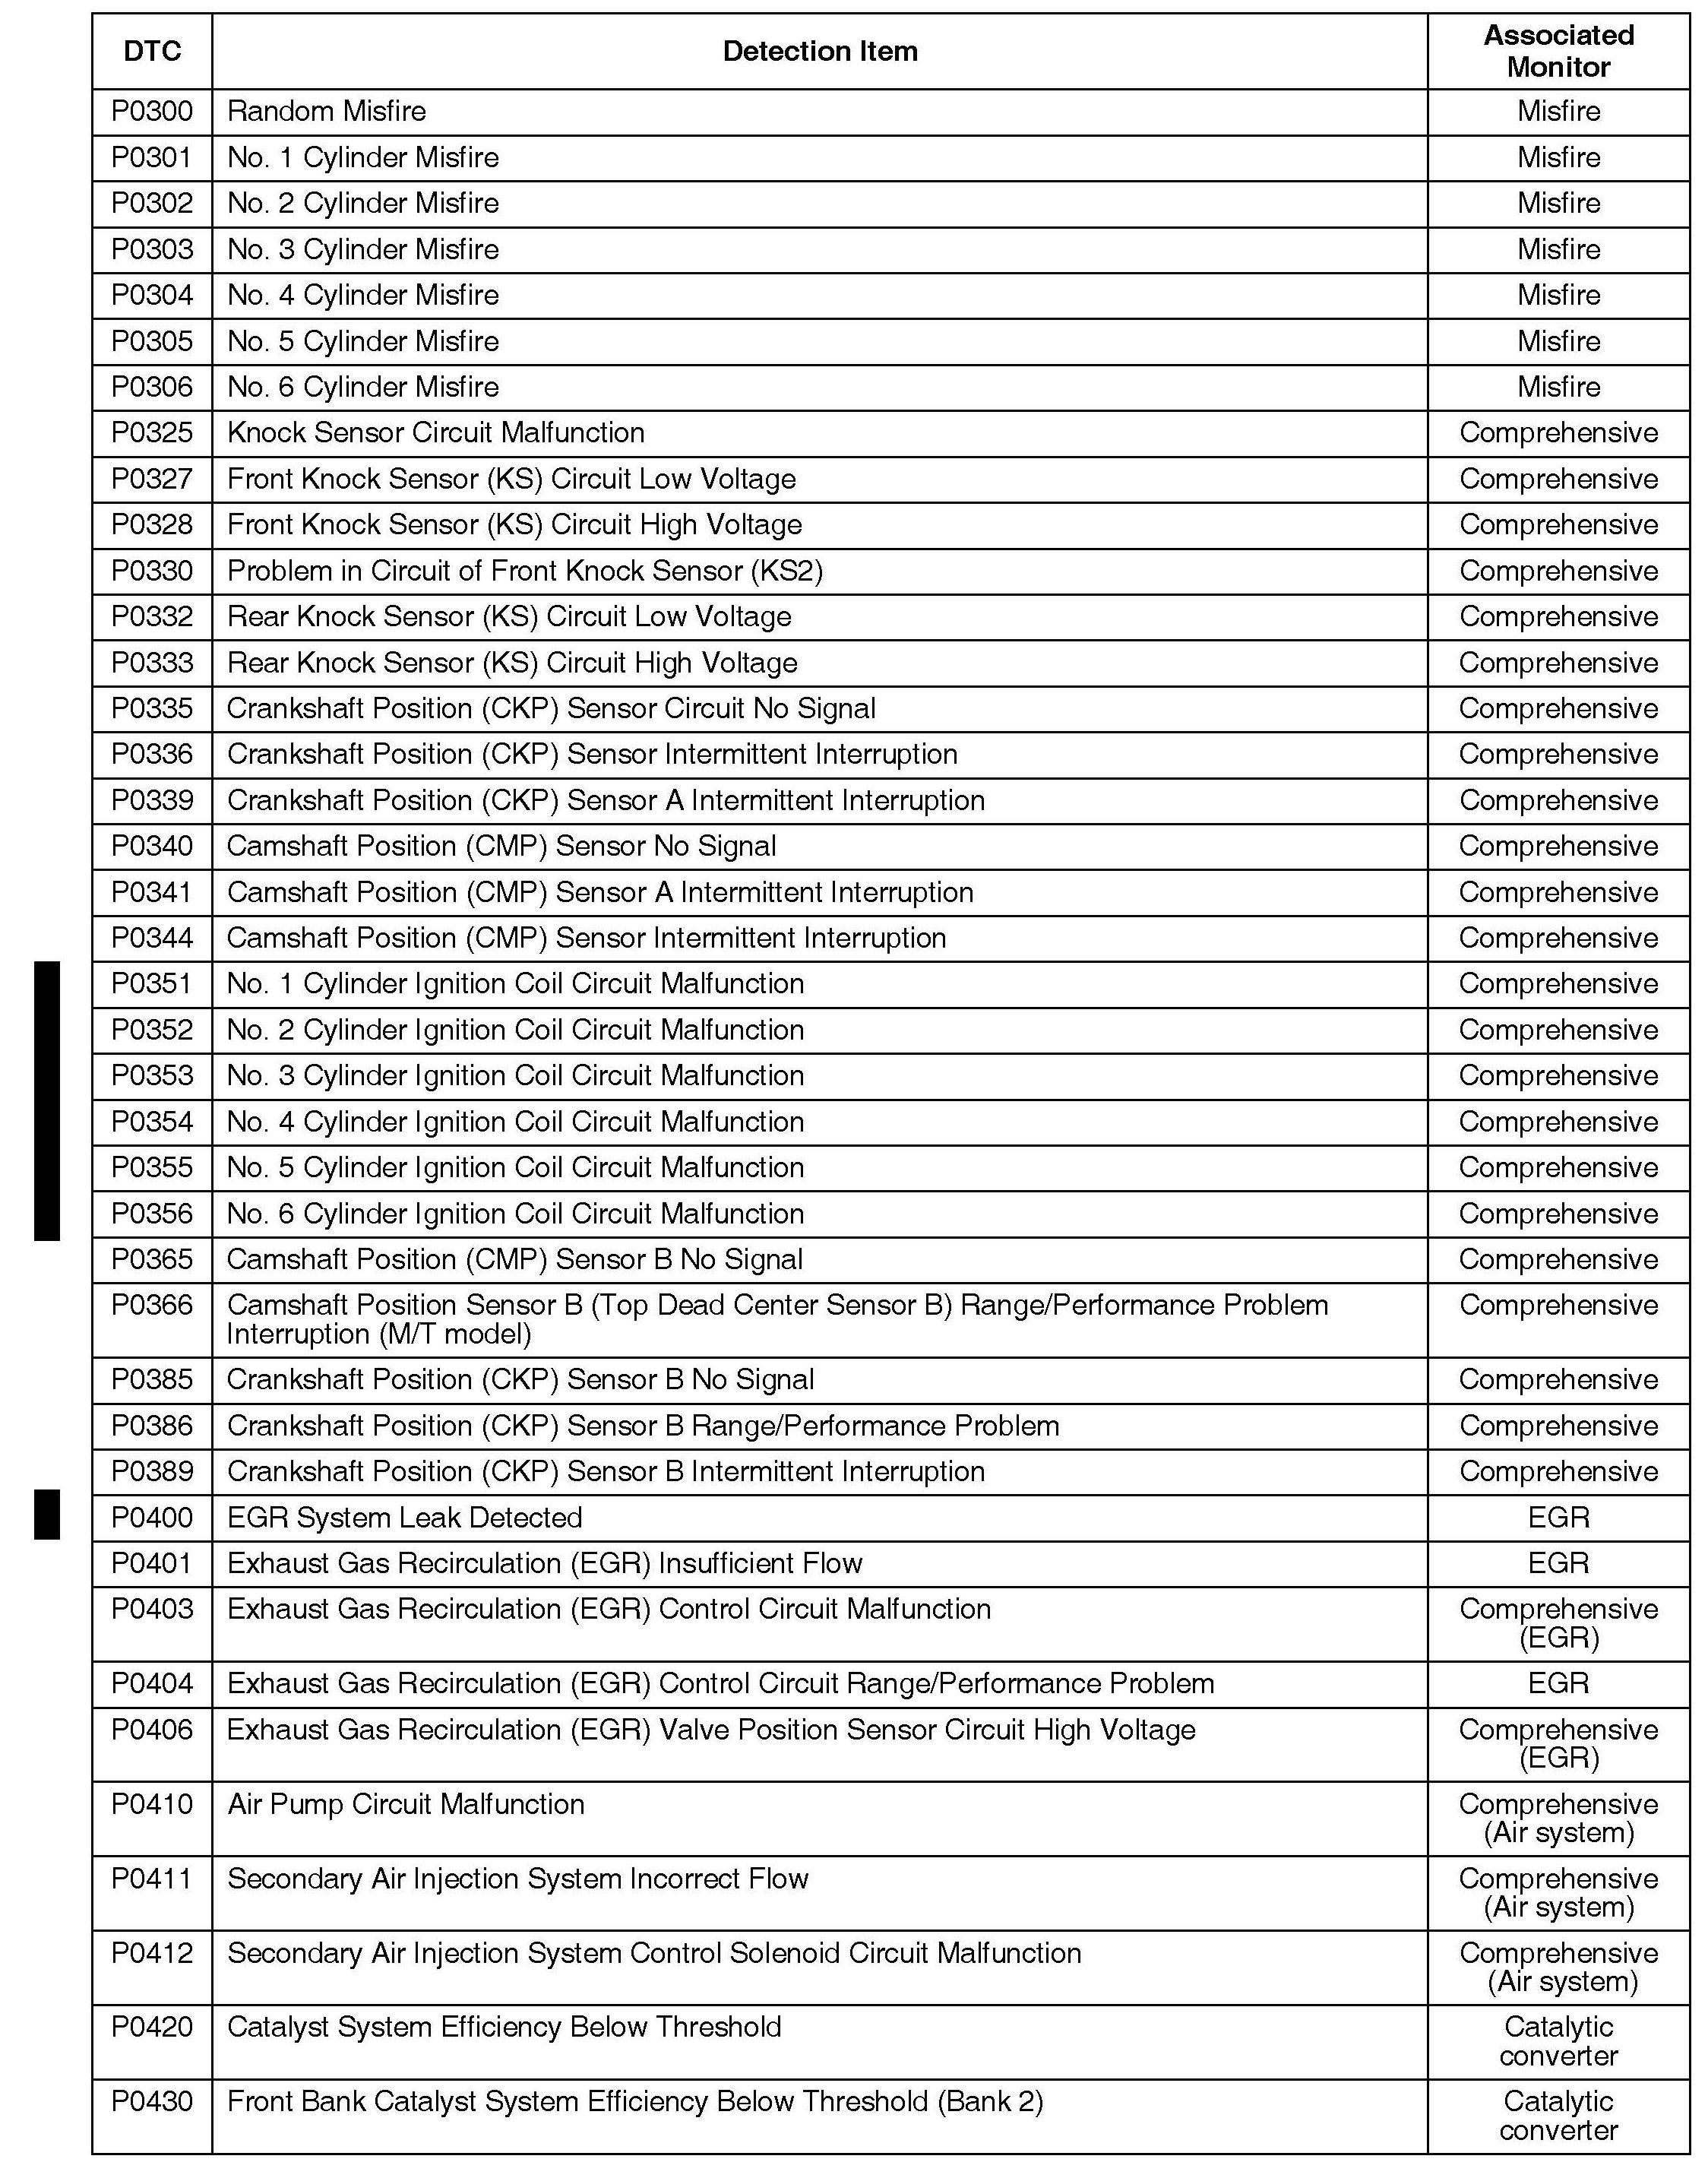 DTC Detection Item Associated Monitor
P0300 Random Misfire Misfire
P0301 No. 1 Cylinder Misfire Misfire
P0302 No. 2 Cylinder Misfire Misfire
P0303 No. 3 Cylinder Misfire Misfire
P0304 No. 4 Cylinder Misfire Misfire
P0305 No. 5 Cylinder Misfire Misfire
P0306 No. 6 Cylinder Misfire Misfire
P0325 Knock Sensor Circuit Malfunction Comprehensive
P0327 Front Knock Sensor (KS) Circuit Low Voltage Comprehensive
P0328 Front Knock Sensor (KS) Circuit High Voltage Comprehensive
P0330 Problem in Circuit of Front Knock Sensor (KS2) Comprehensive
P0332 Rear Knock Sensor (KS) Circuit Low Voltage Comprehensive
P0333 Rear Knock Sensor (KS) Circuit High Voltage Comprehensive
P0335 Crankshaft Position (CKP) Sensor Circuit No Signal Comprehensive
P0336 Crankshaft Position (CKP) Sensor Intermittent Interruption Comprehensive
P0339 Crankshaft Position (CKP) Sensor A Intermittent Interruption Comprehensive
P0340 Camshaft Position (CMP) Sensor No Signal Comprehensive
P0341 Camshaft Position (CMP) Sensor A Intermittent Interruption Comprehensive
P0344 Camshaft Position (CMP) Sensor Intermittent Interruption Comprehensive
P0351 No. 1 Cylinder Ignition Coil Circuit Malfunction Comprehensive
P0352 No. 2 Cylinder Ignition Coil Circuit Malfunction Comprehensive
P0353 No. 3 Cylinder Ignition Coil Circuit Malfunction Comprehensive
P0354 No. 4 Cylinder Ignition Coil Circuit Malfunction Comprehensive
P0355 No. 5 Cylinder Ignition Coil Circuit Malfunction Comprehensive
P0356 No. 6 Cylinder Ignition Coil Circuit Malfunction Comprehensive
P0365 Camshaft Position (CMP) Sensor B No Signal Comprehensive
P0366 Camshaft Position Sensor B (Top Dead Center Sensor B) Range/Performance Problem Comprehensive
Interruption (M/T model)
P0385 Crankshaft Position (CKP) Sensor B No Signal Comprehensive
P0386 Crankshaft Position (CKP) Sensor B Range/Performance Problem Comprehensive
P0389 Crankshaft Position (CKP) Sensor B Intermittent Interruption Comprehensive
P0400 EGR System Leak Detected EGR
P0401 Exhaust Gas Recirculation (EGR) Insufficient Flow EGR
P0403 Exhaust Gas Recirculation (EGR) Control Circuit Malfunction Comprehensive
(EGR)
P0404 Exhaust Gas Recirculation (EGR) Control Circuit Range/Performance Problem EGR
P0406 Exhaust Gas Recirculation (EGR) Valve Position Sensor Circuit High Voltage Comprehensive
(EGR)
P0410 Air Pump Circuit Malfunction Comprehensive
(Air system)
P0411 Secondary Air Injection System Incorrect Flow Comprehensive
(Air system)
P0412 Secondary Air Injection System Control Solenoid Circuit Malfunction Comprehensive
(Air system)
P0420 Catalyst System Efficiency Below Threshold Catalytic
converter
P0430 Front Bank Catalyst System Efficiency Below Threshold (Bank 2) Catalytic
converter